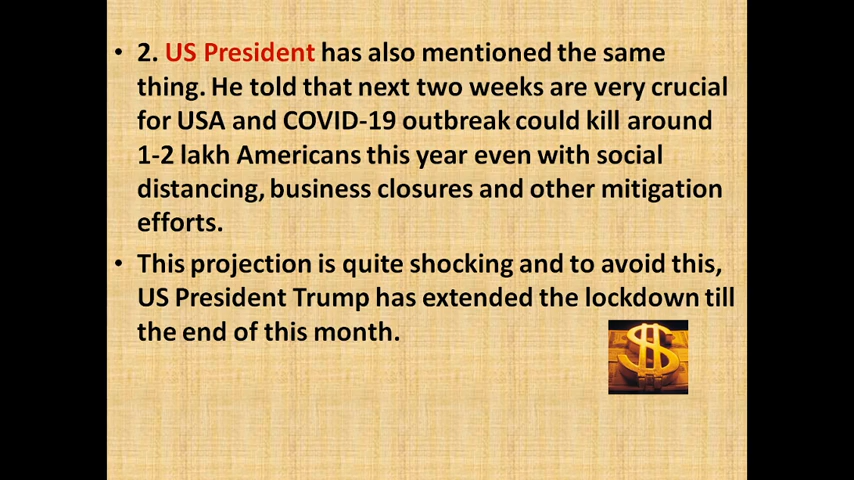 • 2. US President has also mentioned the same
thing. He told that next two weeks are very crucial
for USA and COVID-19 outbreak could kill around
1-2 lakh Americans this year even with social
distancing, business closures and other mitigation
efforts.
• This projection is quite shocking and to avoid this,
US President Trump has extended the lockdown till
the end of this month.